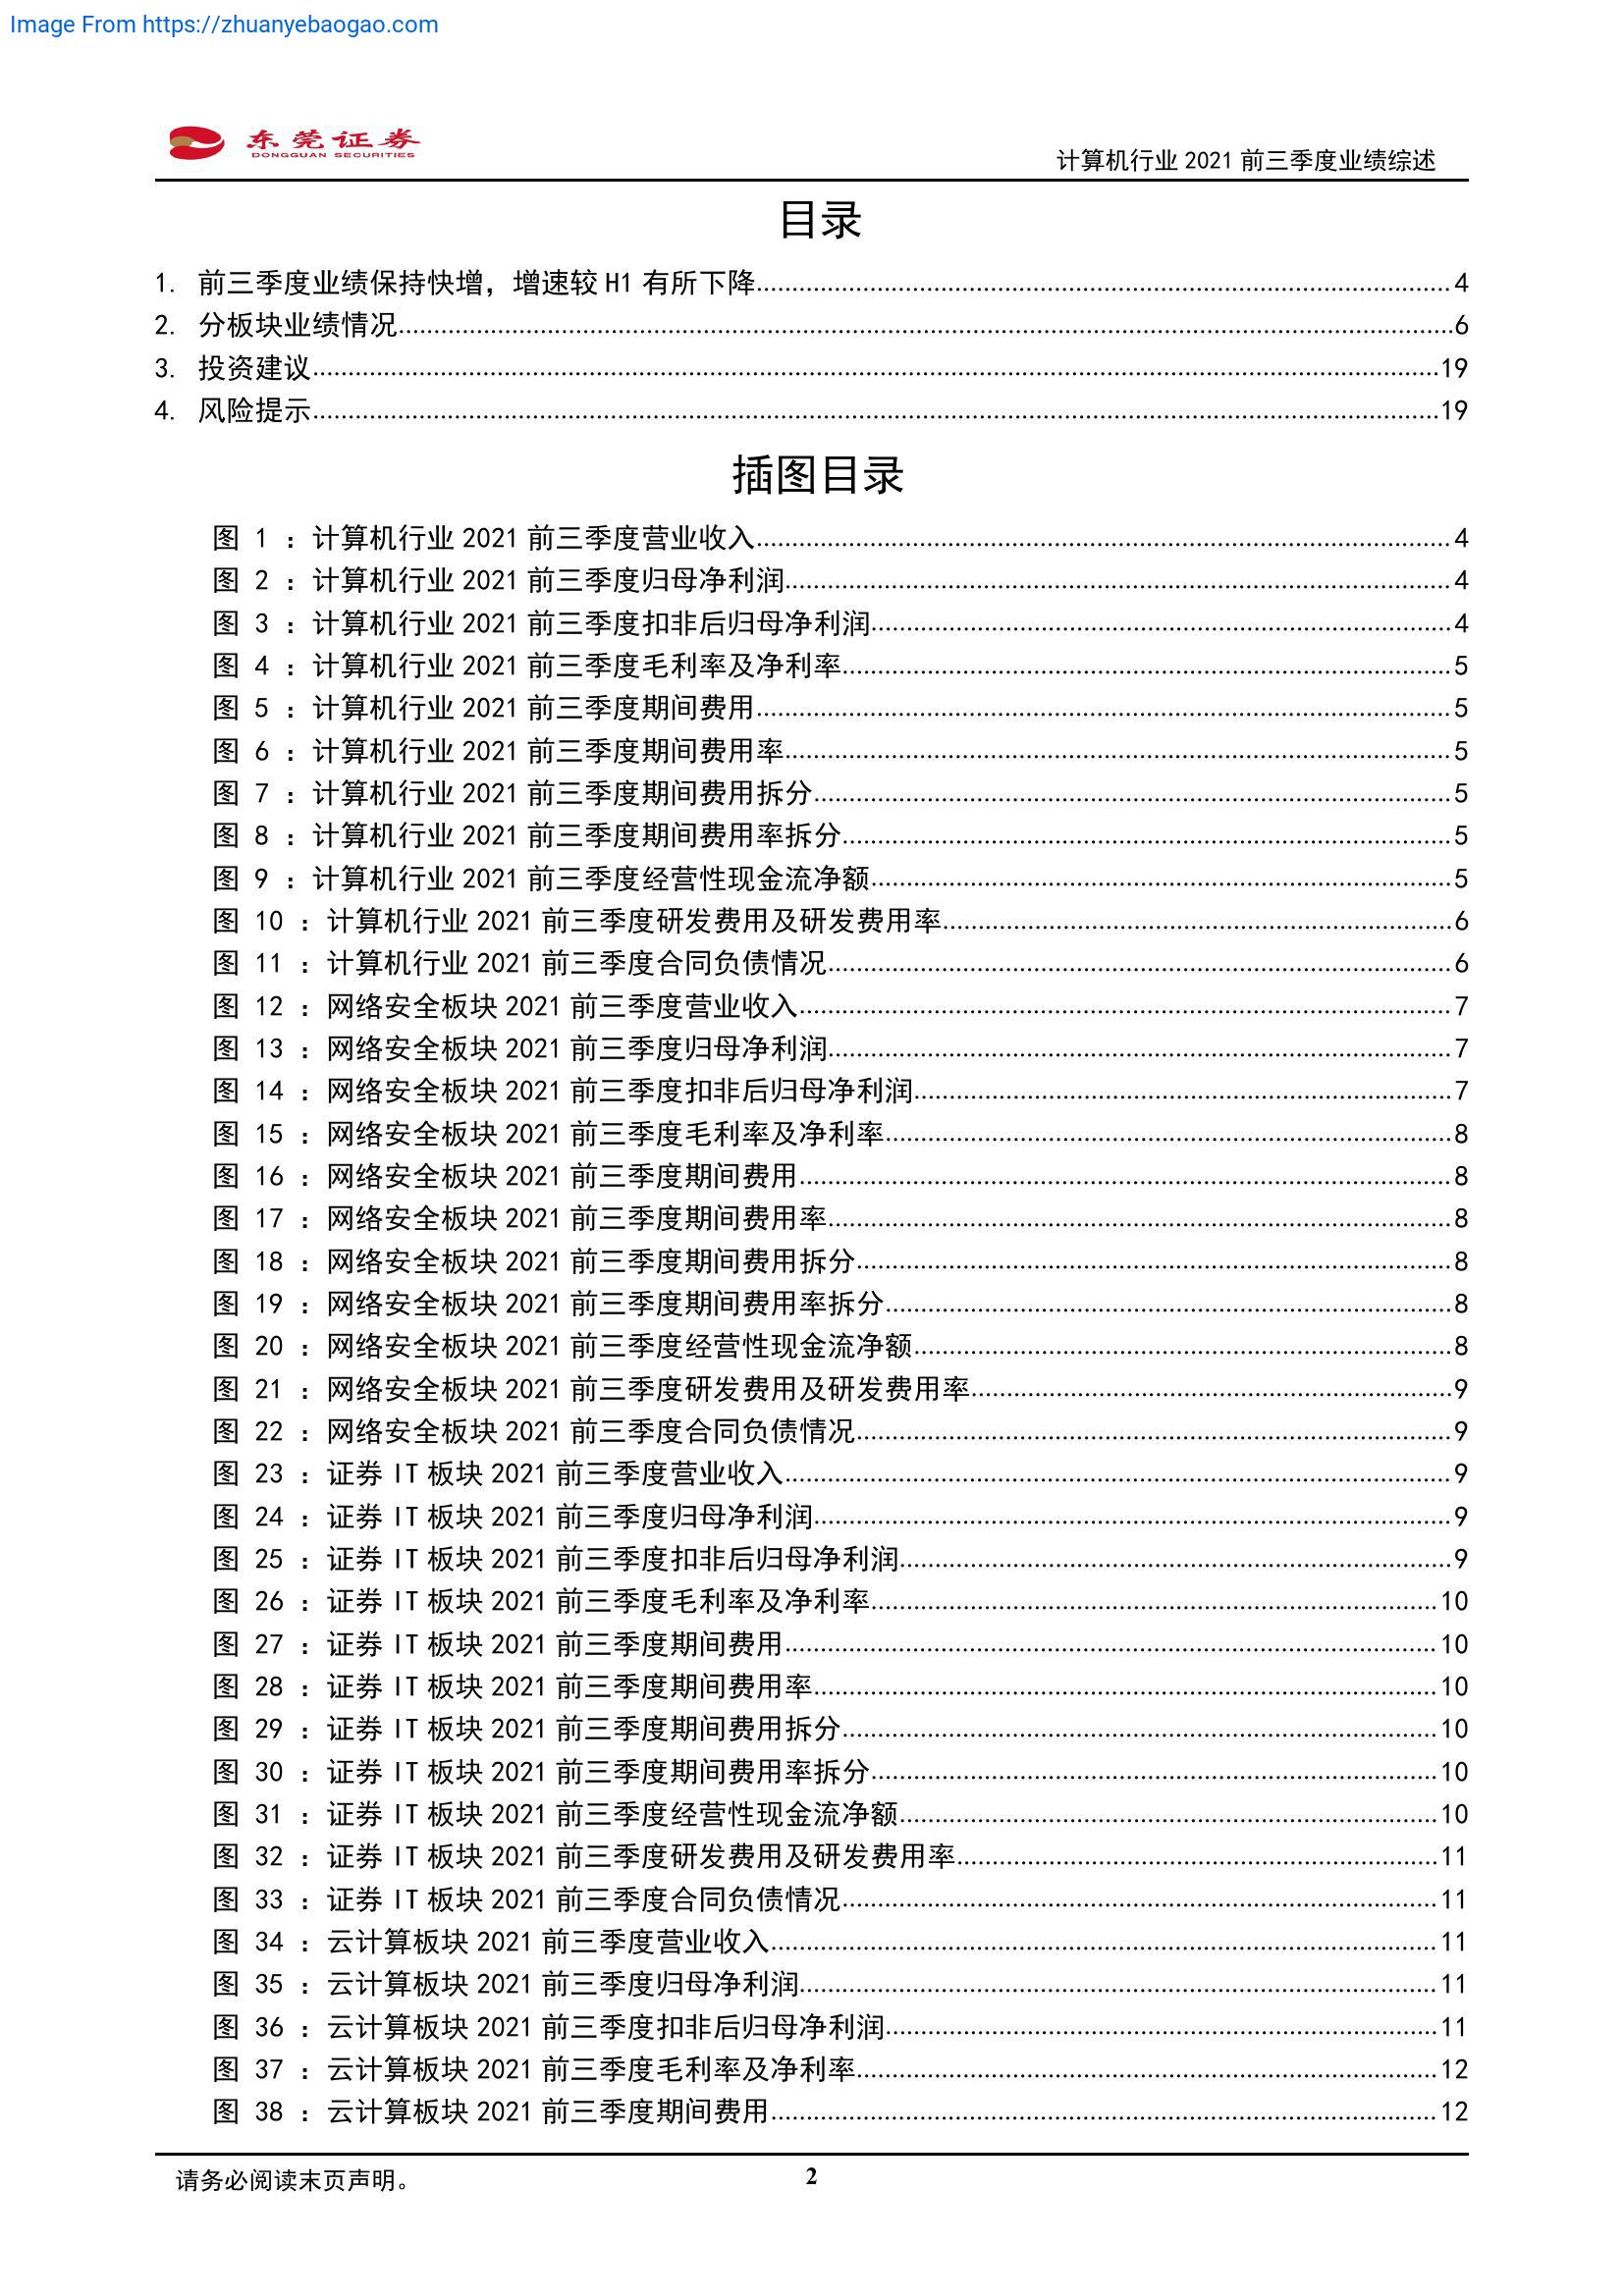 Image From https://zhuanyebaogao.com
东莞证券
DONGGUAN SECURITIES
计算机行业 2021 前三季度业绩综述
目录
1. 前三季度业绩保持快增，增速较 H1 有所下降........4
2. 分板块业绩情况........6
3. 投资建议........19
4. 风险提示........19
插图目录
图 1 ：计算机行业 2021 前三季度营业收入........4
图 2 ：计算机行业 2021 前三季度归母净利润........4
图 3 ：计算机行业 2021 前三季度扣非后归母净利润........4
图 4 ：计算机行业 2021 前三季度毛利率及净利率........5
图 5 ：计算机行业 2021 前三季度期间费用........5
图 6 ：计算机行业 2021 前三季度期间费用率........5
图 7 ：计算机行业 2021 前三季度期间费用拆分........5
图 8 ：计算机行业 2021 前三季度期间费用率拆分........5
图 9 ：计算机行业 2021 前三季度经营性现金流净额........5
图 10 ：计算机行业 2021 前三季度研发费用及研发费用率........6
图 11 ：计算机行业 2021 前三季度合同负债情况........6
图 12 ：网络安全板块 2021 前三季度营业收入........7
图 13 ：网络安全板块 2021 前三季度归母净利润........7
图 14 ：网络安全板块 2021 前三季度扣非后归母净利润........7
图 15 ：网络安全板块 2021 前三季度毛利率及净利率........8
图 16 ：网络安全板块 2021 前三季度期间费用........8
图 17 ：网络安全板块 2021 前三季度期间费用率........8
图 18 ：网络安全板块 2021 前三季度期间费用拆分........8
图 19 ：网络安全板块 2021 前三季度期间费用率拆分........8
图 20 ：网络安全板块 2021 前三季度经营性现金流净额........8
图 21 ：网络安全板块 2021 前三季度研发费用及研发费用率........9
图 22 ：网络安全板块 2021 前三季度合同负债情况........9
图 23 ：证券 IT 板块 2021 前三季度营业收入........9
图 24 ：证券 IT 板块 2021 前三季度归母净利润........9
图 25 ：证券 IT 板块 2021 前三季度扣非后归母净利润........9
图 26 ：证券 IT 板块 2021 前三季度毛利率及净利率........10
图 27 ：证券 IT 板块 2021 前三季度期间费用........10
图 28 ：证券 IT 板块 2021 前三季度期间费用率........10
图 29 ：证券 IT 板块 2021 前三季度期间费用拆分........10
图 30 ：证券 IT 板块 2021 前三季度期间费用率拆分........10
图 31 ：证券 IT 板块 2021 前三季度经营性现金流净额........10
图 32 ：证券 IT 板块 2021 前三季度研发费用及研发费用率........11
图 33 ：证券 IT 板块 2021 前三季度合同负债情况........11
图 34 ：云计算板块 2021 前三季度营业收入........11
图 35 ：云计算板块 2021 前三季度归母净利润........11
图 36 ：云计算板块 2021 前三季度扣非后归母净利润........11
图 37 ：云计算板块 2021 前三季度毛利率及净利率........12
图 38 ：云计算板块 2021 前三季度期间费用........12
请务必阅读末页声明。
2